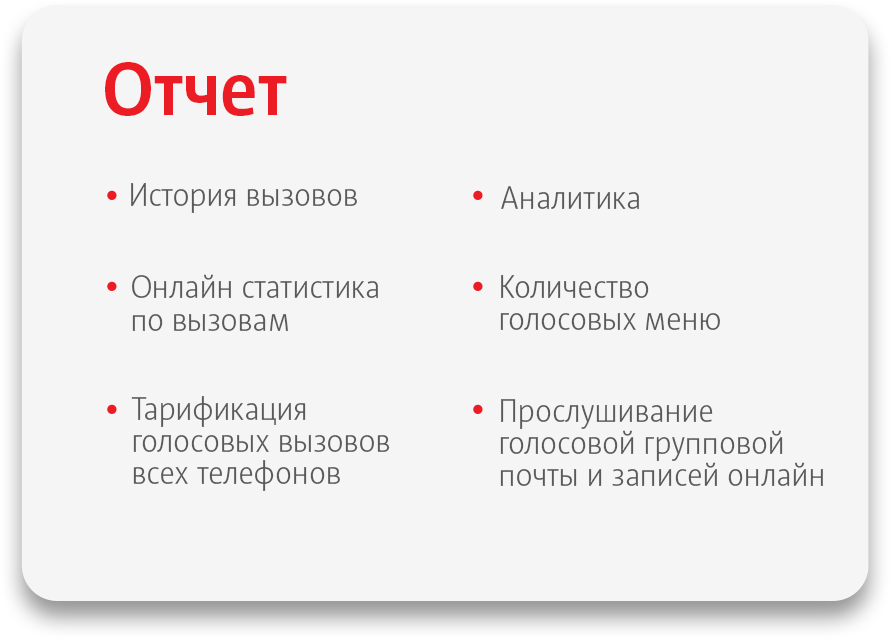 Отчет
• История вызовов
• Онлайн статистика
по вызовам
• Тарификация
голосовых вызовов
всех телефонов
• Аналитика
• Количество
голосовых меню
• Прослушивание
голосовой групповой
почты и записей онлайн